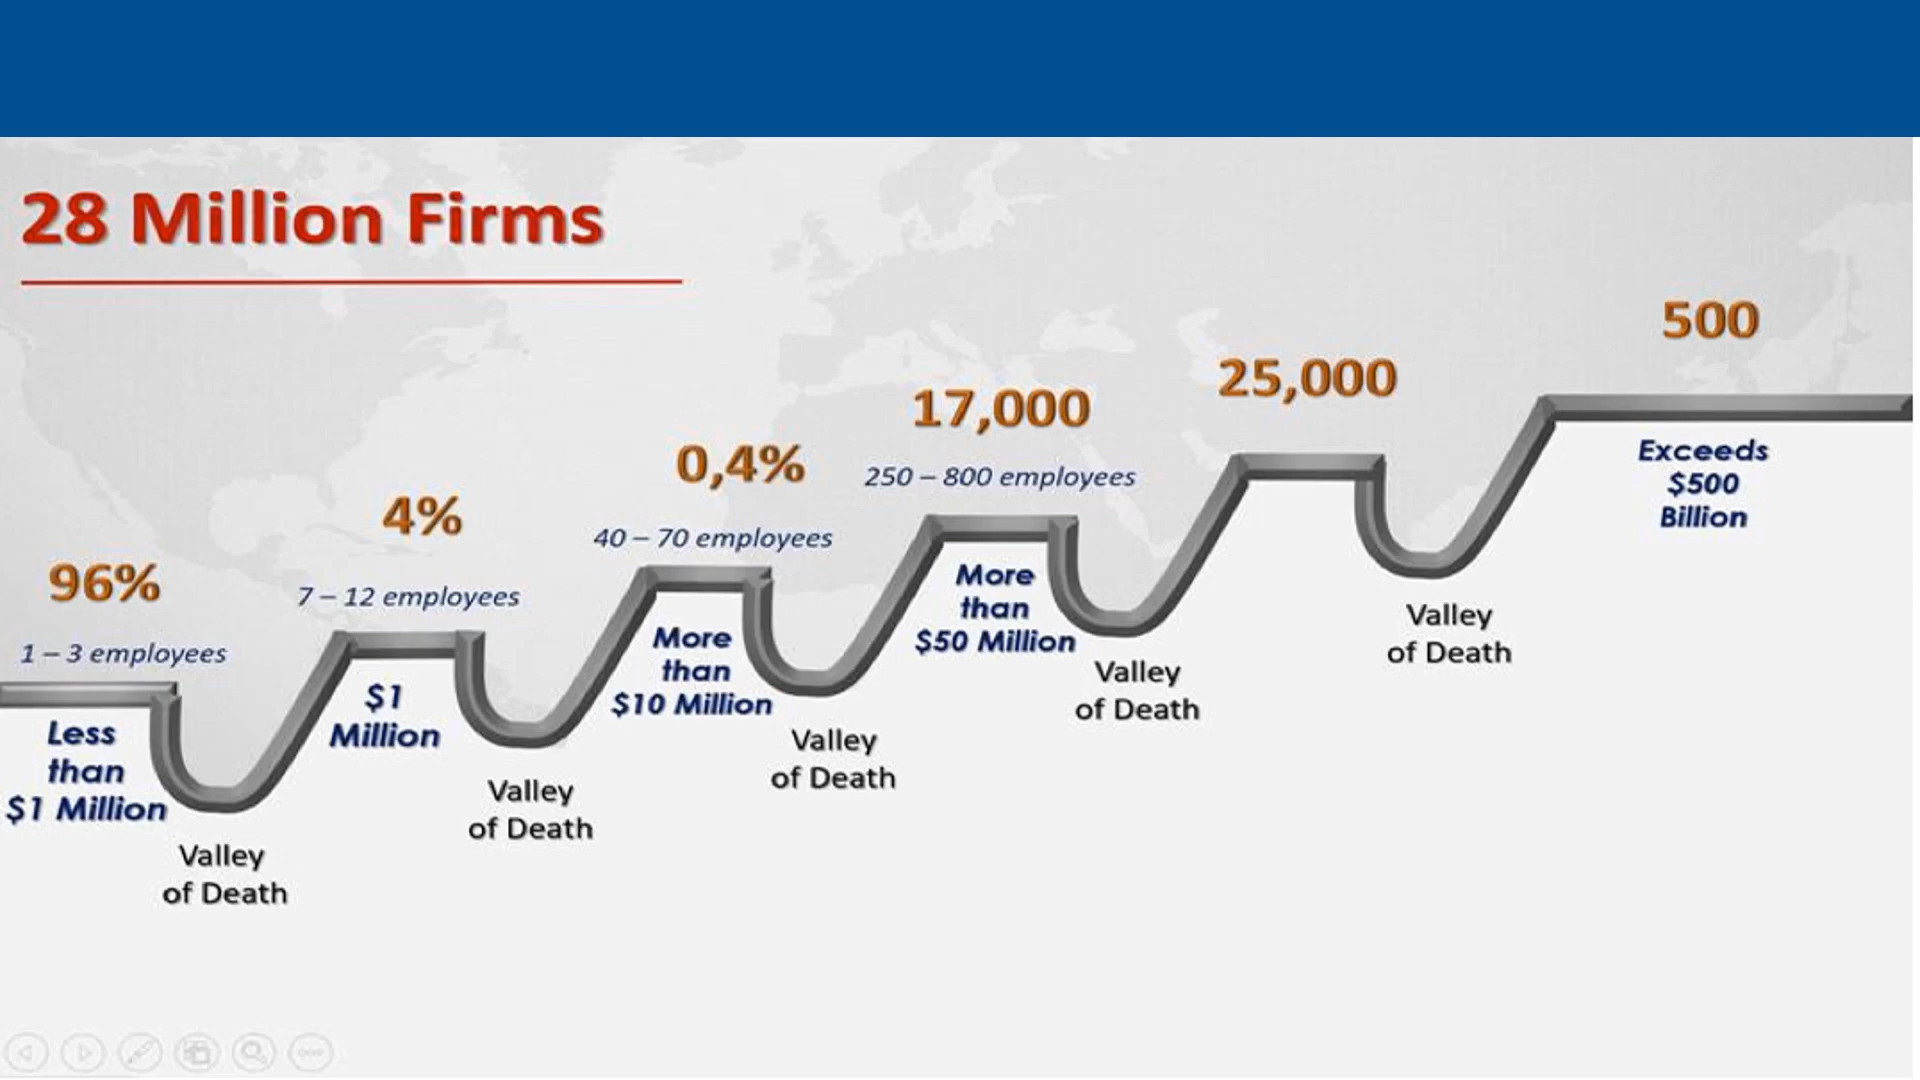 28 Million Firms
96%
1 – 3 employees
Less
than
$1 Million
Valley
of Death
4%
7 – 12 employees
$1
Million
Valley
of Death
0,4%
40 – 70 employees
More
than
$10 Million
Valley
of Death
17,000
250 – 800 employees
More
than
$50 Million
Valley
of Death
25,000
Valley
of Death
500
Exceeds
$500
Billion